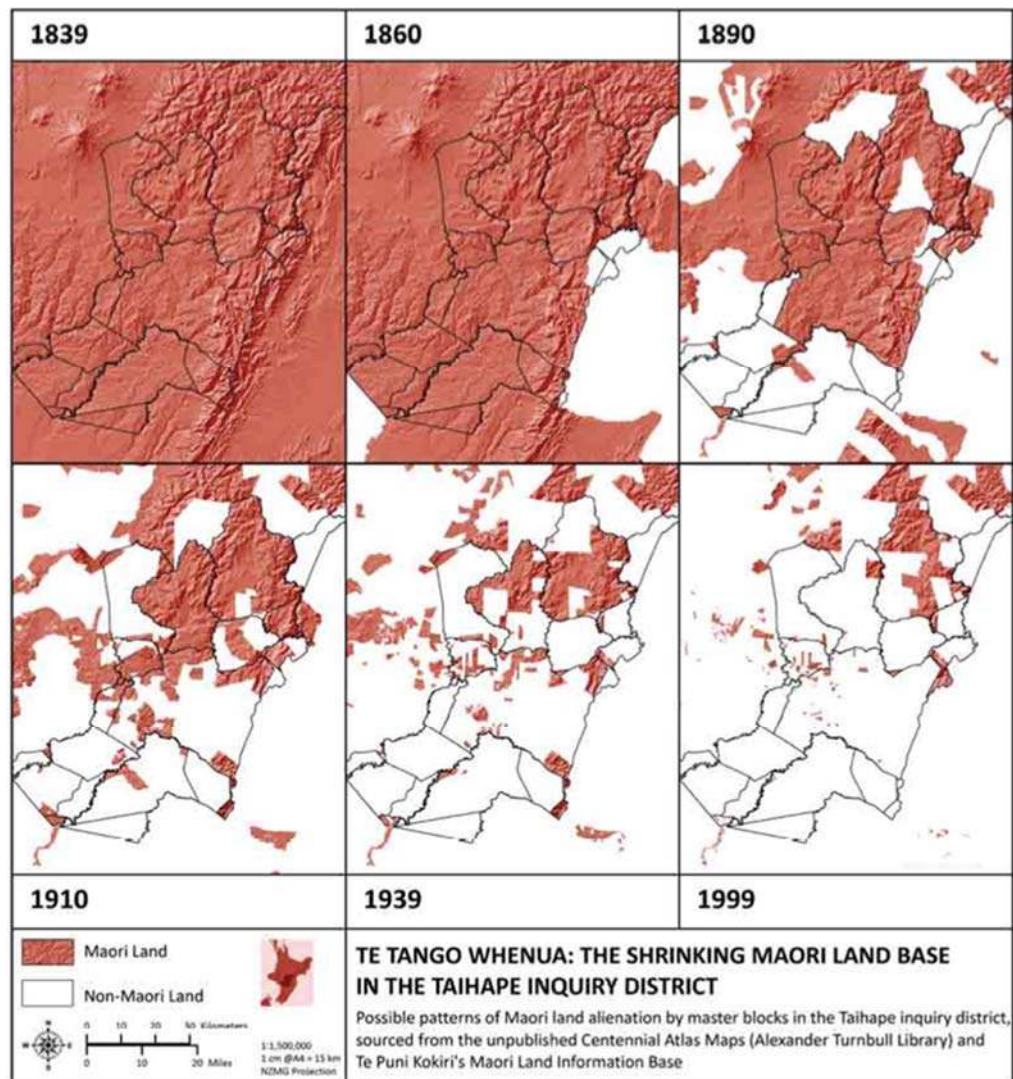 1839
1860
1890
1910
1939
1999
Maori Land
Non-Maori Land
N
E
S
W
0 10 20 30 Kilometers
0 10 20 Miles
1:1,500,000
1 cm @A4 = 15 km
NZMG Projection
TE TANGO WHENUA: THE SHRINKING MAORI LAND BASE
IN THE TAIHAPE INQUIRY DISTRICT
Possible patterns of Maori land alienation by master blocks in the Taihape inquiry district,
sourced from the unpublished Centennial Atlas Maps (Alexander Turnbull Library) and
Te Puni Kokiri's Maori Land Information Base